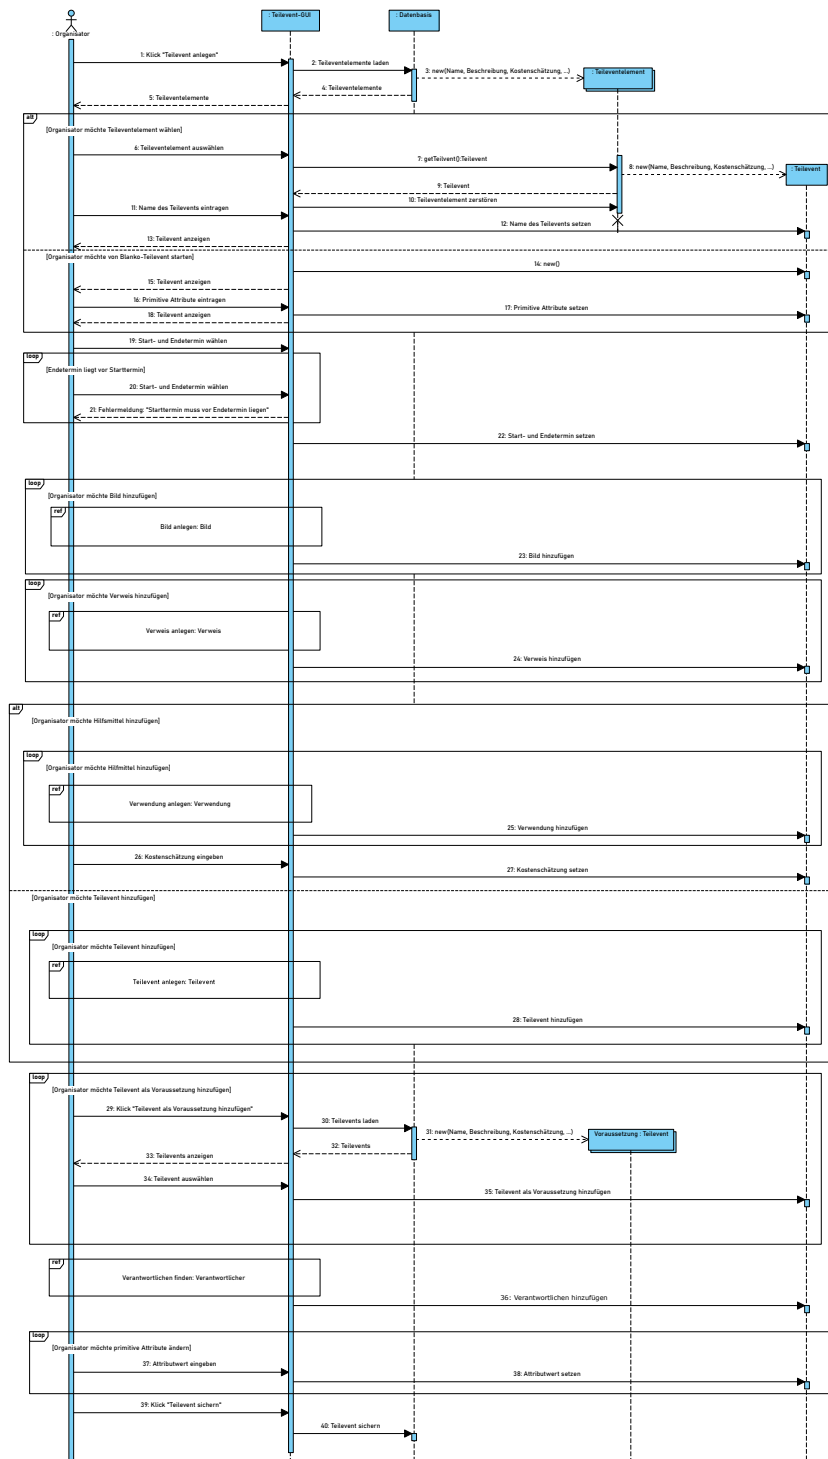 : Organisator
: Teilevent-GUI
: Datenbasis
1: Klick "Teilevent anlegen"
2: Teileventelemente laden
3: new(Name, Beschreibung, Kostenschätzung, ...)
: Teileventelement
4: Teileventelemente
5: Teileventelemente
alt
[Organisator möchte Teileventelement wählen]
6: Teileventelement auswählen
7: getTeilvent():Teilevent
8: new(Name, Beschreibung, Kostenschätzung, ...)
: Teilevent
9: Teilevent
10: Teileventelement zerstören
11: Name des Teilevents eintragen
12: Name des Teilevents setzen
13: Teilevent anzeigen
[Organisator möchte von Blanko-Teilevent starten]
14: new()
15: Teilevent anzeigen
16: Primitive Attribute eintragen
17: Primitive Attribute setzen
18: Teilevent anzeigen
19: Start- und Endetermin wählen
loop
[Endetermin liegt vor Starttermin]
20: Start- und Endetermin wählen
21: Fehlermeldung: "Starttermin muss vor Endetermin liegen"
22: Start- und Endetermin setzen
loop
[Organisator möchte Bild hinzufügen]
ref
Bild anlegen: Bild
23: Bild hinzufügen
loop
[Organisator möchte Verweis hinzufügen]
ref
Verweis anlegen: Verweis
24: Verweis hinzufügen
alt
[Organisator möchte Hilfsmittel hinzufügen]
loop
[Organisator möchte Hilfmittel hinzufügen]
ref
Verwendung anlegen: Verwendung
25: Verwendung hinzufügen
26: Kostenschätzung eingeben
27: Kostenschätzung setzen
[Organisator möchte Teilevent hinzufügen]
loop
[Organisator möchte Teilevent hinzufügen]
ref
Teilevent anlegen: Teilevent
28: Teilevent hinzufügen
loop
[Organisator möchte Teilevent als Voraussetzung hinzufügen]
29: Klick "Teilevent als Voraussetzung hinzufügen"
30: Teilevents laden
31: new(Name, Beschreibung, Kostenschätzung, ...)
Voraussetzung : Teilevent
32: Teilevents
33: Teilevents anzeigen
34: Teilevent auswählen
35: Teilevent als Voraussetzung hinzufügen
ref
Verantwortlichen finden: Verantwortlicher
36: Verantwortlichen hinzufügen
loop
[Organisator möchte primitive Attribute ändern]
37: Attributwert eingeben
38: Attributwert setzen
39: Klick "Teilevent sichern"
40: Teilevent sichern